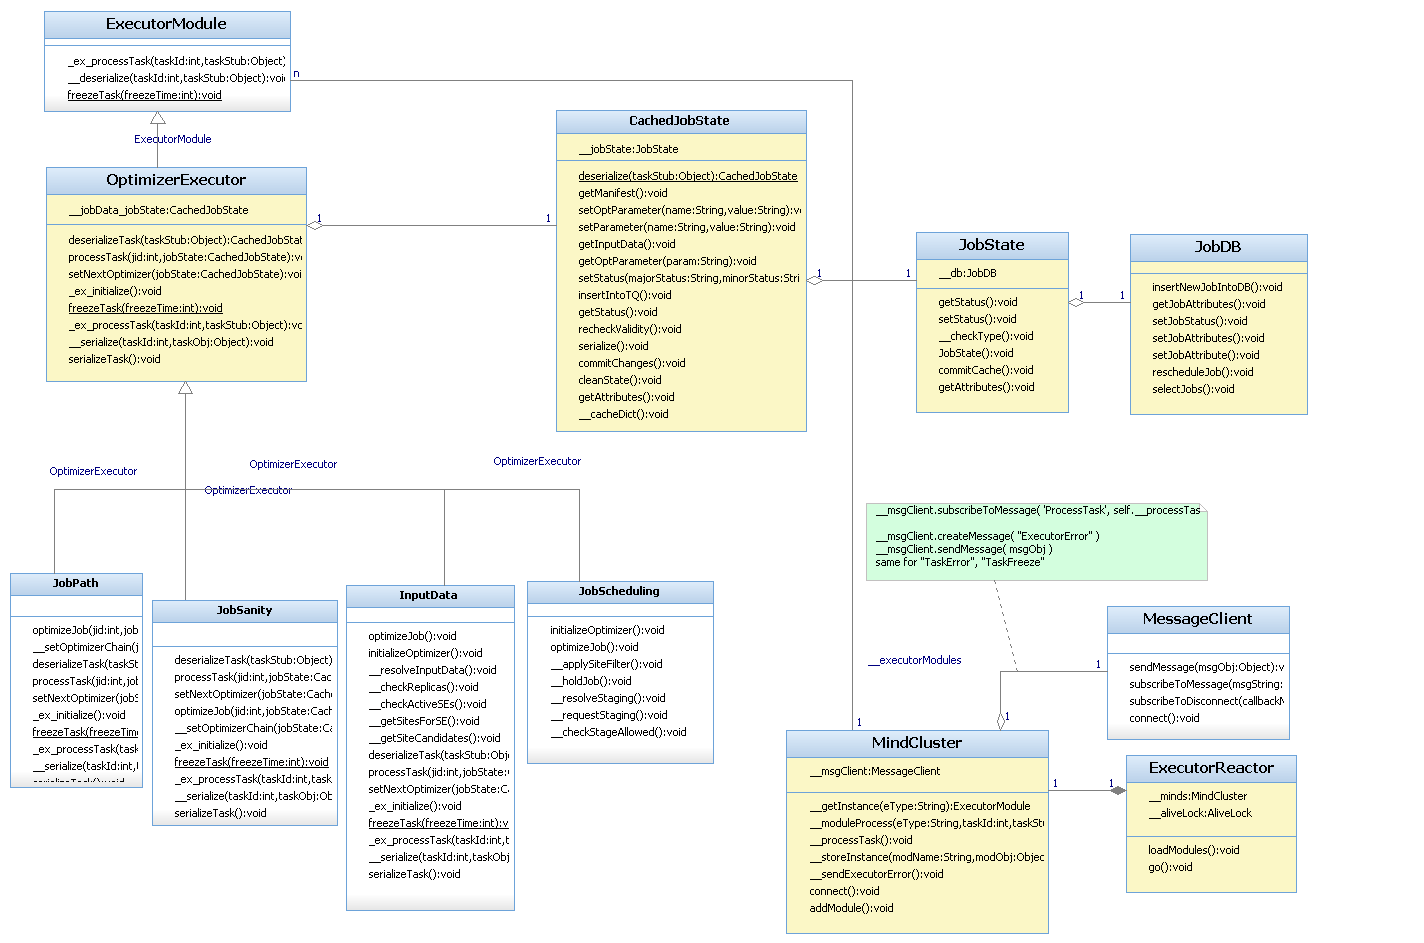 ExecutorModule
_ex_processTask(taskId:int,taskStub:Object)
__deserialize(taskId:int,taskStub:Object):voi
freezeTask(freezeTime:int):void
n
ExecutorModule
OptimizerExecutor
__jobData_jobState:CachedJobState
deserializeTask(taskStub:Object):CachedJobStat
processTask(jid:int,jobState:CachedJobState):v
setNextOptimizer(jobState:CachedJobState):voi
_ex_initialize():void
freezeTask(freezeTime:int):void
_ex_processTask(taskId:int,taskStub:Object):vc
__serialize(taskId:int,taskObj:Object):void
serializeTask():void
1
1
CachedJobState
__jobState:JobState
deserialize(taskStub:Object):CachedJobState
getManifest():void
setOptParameter(name:String,value:String):v
setParameter(name:String,value:String):void
getInputData():void
getOptParameter(param:String):void
setStatus(majorStatus:String,minorStatus:Stri
insertIntoTQ():void
getStatus():void
recheckValidity():void
serialize():void
commitChanges():void
cleanState():void
getAttributes():void
__cacheDict():void
1
1
JobState
__db:JobDB
getStatus():void
setStatus():void
__checkType():void
JobState():void
commitCache():void
getAttributes():void
1
1
JobDB
insertNewJobIntoDB():void
getJobAttributes():void
setJobStatus():void
setJobAttributes():void
setJobAttribute():void
rescheduleJob():void
selectJobs():void
OptimizerExecutor
OptimizerExecutor
OptimizerExecutor
OptimizerExecutor
JobPath
optimizeJob(jid:int,job
__setOptimizerChain(j
deserializeTask(taskSt
processTask(jid:int,jol
setNextOptimizer(jobS
_ex_initialize():void
freezeTask(freezeTime
_ex_processTask(task
__serialize(taskId:int,
serializeTask():void
JobSanity
deserializeTask(taskStub:Object)
processTask(jid:int,jobState:Cac
setNextOptimizer(jobState:Cach
optimizeJob(jid:int,jobState:Cach
__setOptimizerChain(jobState:Ca
_ex_initialize():void
freezeTask(freezeTime:int):void
_ex_processTask(taskId:int,task
__serialize(taskId:int,taskObj:Ob
serializeTask():void
InputData
optimizeJob():void
initializeOptimizer():void
__resolveInputData():void
__checkReplicas():void
__checkActiveSEs():void
__getSitesForSE():void
__getSiteCandidates():void
deserializeTask(taskStub:Obj
processTask(jid:int,jobState:
setNextOptimizer(jobState:C
_ex_initialize():void
freezeTask(freezeTime:int):v
_ex_processTask(taskId:int,t
__serialize(taskId:int,taskObj
serializeTask():void
JobScheduling
initializeOptimizer():void
optimizeJob():void
__applySiteFilter():void
__holdJob():void
__resolveStaging():void
__requestStaging():void
__checkStageAllowed():void
__msgClient.subscribeToMessage( 'ProcessTask', self.__processTas
__msgClient.createMessage( "ExecutorError" )
__msgClient.sendMessage( msgObj )
same for "TaskError", "TaskFreeze"
__executorModules
1
1
1
MessageClient
sendMessage(msgObj:Object):v
subscribeToMessage(msgString:
subscribeToDisconnect(callbackM
connect():void
MindCluster
__msgClient:MessageClient
__getInstance(eType:String):ExecutorModule
__moduleProcess(eType:String,taskId:int,taskSt
__processTask():void
__storeInstance(modName:String,modObj:Object
__sendExecutorError():void
connect():void
addModule():void
1
1
ExecutorReactor
__minds:MindCluster
__aliveLock:AliveLock
loadModules():void
go():void